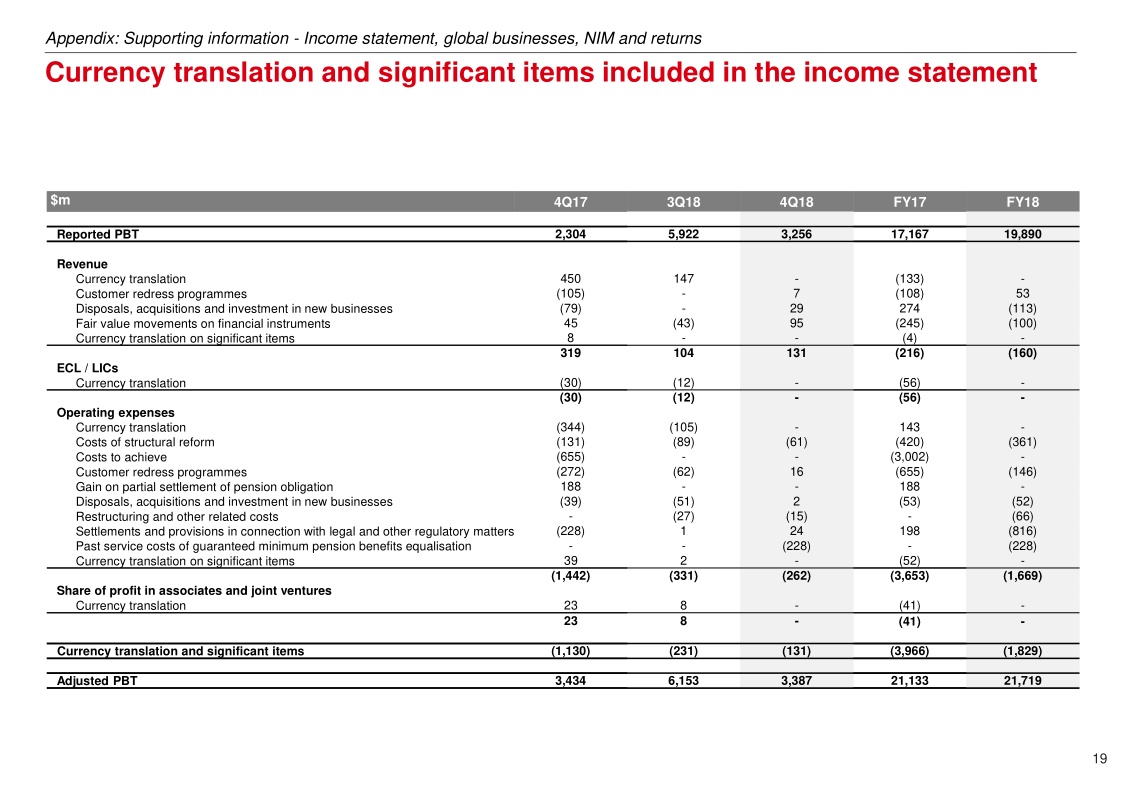 Appendix: Supporting information - Income statement, global businesses, NIM and returns
Currency translation and significant items included in the income statement
$m 4Q17 3Q18 4Q18 FY17 FY18
Reported PBT 2,304 5,922 3,256 17,167 19,890
Revenue
Currency translation 450 147 - (133) -
Customer redress programmes (105) - 7 (108) 53
Disposals, acquisitions and investment in new businesses (79) - 29 274 (113)
Fair value movements on financial instruments 45 (43) 95 (245) (100)
Currency translation on significant items 8 - - (4) -
319 104 131 (216) (160)
ECL / LICs
Currency translation (30) (12) - (56) -
(30) (12) - (56) -
Operating expenses
Currency translation (344) (105) - 143 -
Costs of structural reform (131) (89) (61) (420) (361)
Costs to achieve (655) - - (3,002) -
Customer redress programmes (272) (62) 16 (655) (146)
Gain on partial settlement of pension obligation 188 - - 188 -
Disposals, acquisitions and investment in new businesses (39) (51) 2 (53) (52)
Restructuring and other related costs - (27) (15) - (66)
Settlements and provisions in connection with legal and other regulatory matters (228) 1 24 198 (816)
Past service costs of guaranteed minimum pension benefits equalisation - - (228) - (228)
Currency translation on significant items 39 2 - (52) -
(1,442) (331) (262) (3,653) (1,669)
Share of profit in associates and joint ventures
Currency translation 23 8 - (41) -
23 8 - (41) -
Currency translation and significant items (1,130) (231) (131) (3,966) (1,829)
Adjusted PBT 3,434 6,153 3,387 21,133 21,719
19